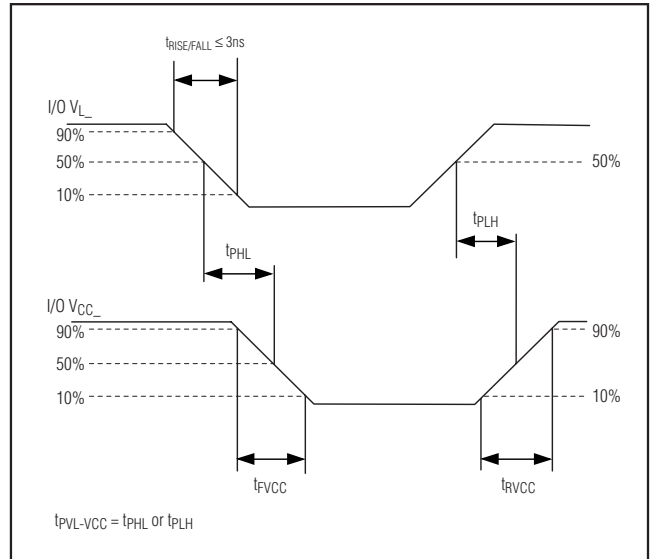 tRISE/FALL ≤ 3ns
I/O VL_
90%
50%
50%
10%
tPLH
tPHL
I/O VCC_
90%
90%
50%
10%
10%
tFVCC
tRVCC
tPVL-VCC = tPHL or tPLH